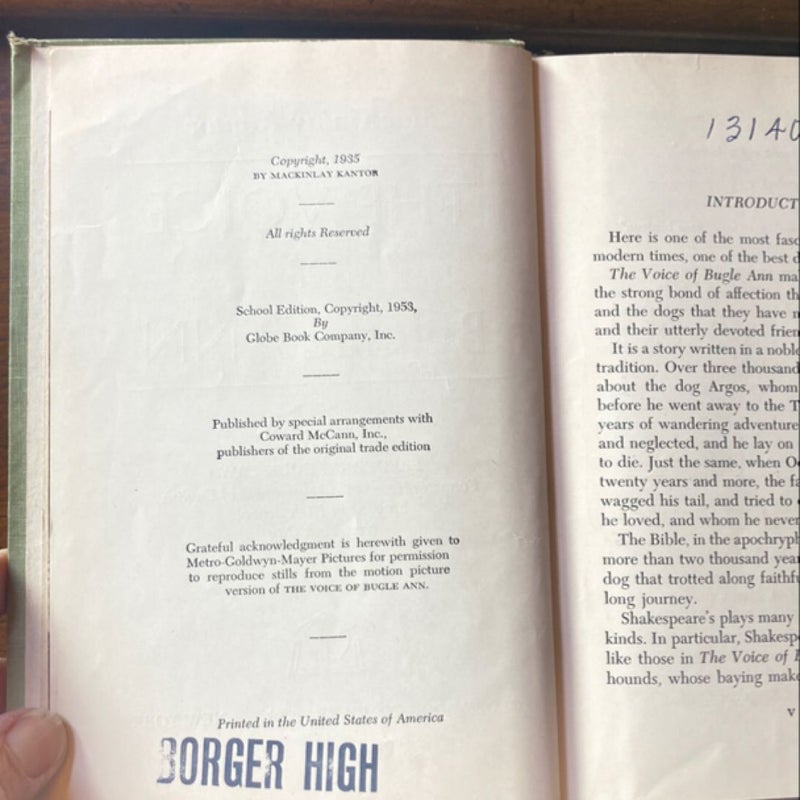 Copyright, 1935
BY MACKINLAY KANTOR
All rights Reserved
School Edition, Copyright, 1953,
By
Globe Book Company, Inc.
Published by special arrangements with
Coward McCann, Inc.,
publishers of the original trade edition
Grateful acknowledgment is herewith given to
Metro-Goldwyn-Mayer Pictures for permission
to reproduce stills from the motion picture
version of THE VOICE OF BUGLE ANN.
Printed in the United States of America
BORGER HIGH
1314
INTRODUCT
Here is one of the most fasc
modern times, one of the best d
The Voice of Bugle Ann ma
the strong bond of affection th
and the dogs that they have
and their utterly devoted frien
It is a story written in a noble
tradition. Over three thousand
about the dog Argos, whom
before he went away to the T
years of wandering adventure
and neglected, and he lay on
to die. Just the same, when O
twenty years and more, the fa
wagged his tail, and tried to
he loved, and whom he never
The Bible, in the apocryph
more than two thousand yea
dog that trotted along faithfu
long journey.
Shakespeare's plays many
kinds. In particular, Shakesp
like those in The Voice of
hounds, whose baying make
v